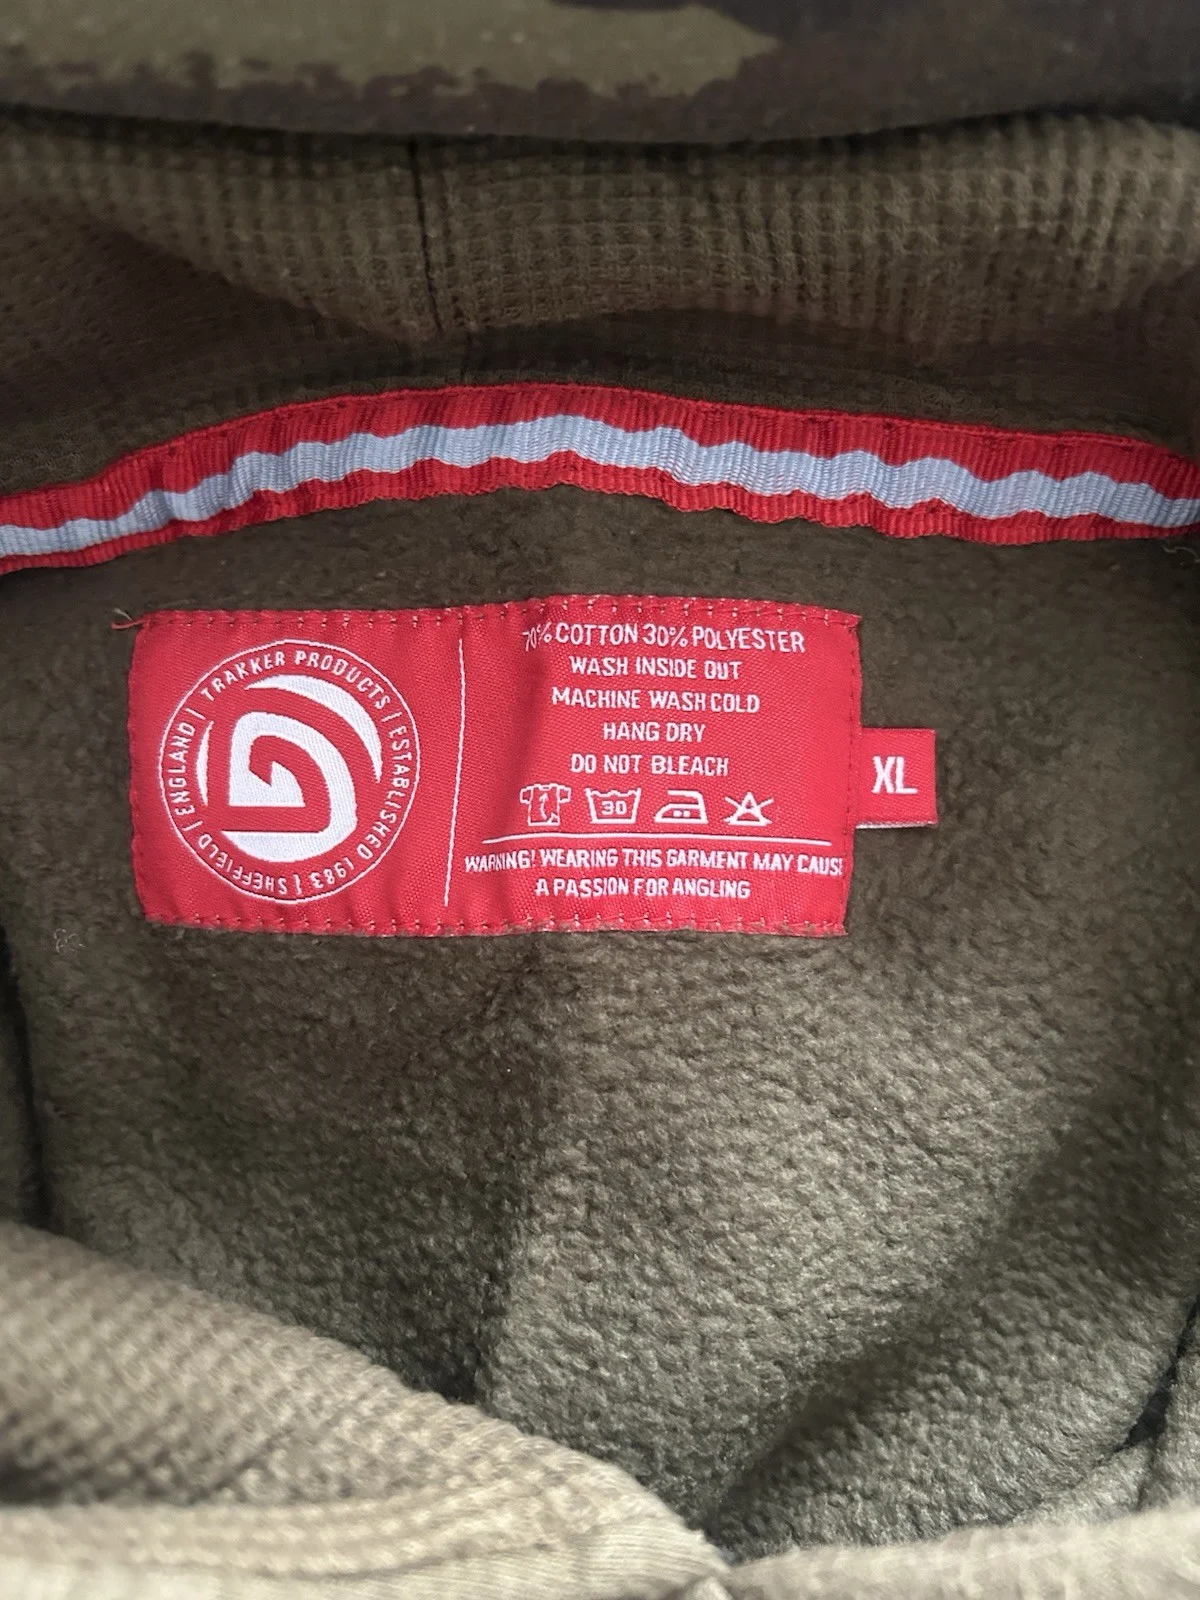 TRAKKER PRODUCTS | ESTABLISHED 1983 | SHEFFIELD | ENGLAND |
70% COTTON 30% POLYESTER
WASH INSIDE OUT
MACHINE WASH COLD
HANG DRY
DO NOT BLEACH
30
WARNING! WEARING THIS GARMENT MAY CAUSE
A PASSION FOR ANGLING
XL